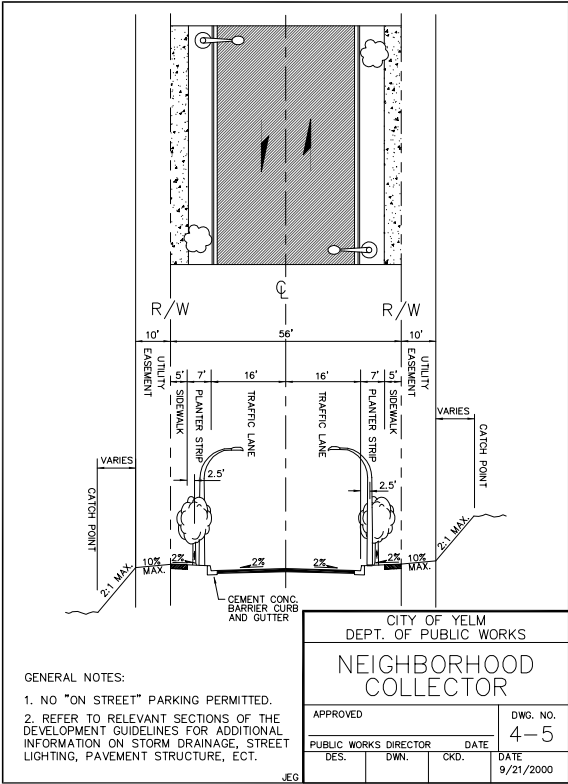 ℄
R/W
R/W
10'
56'
10'
UTILITY
EASEMENT
UTILITY
EASEMENT
5'
7'
16'
16'
7'
5'
SIDEWALK
PLANTER STRIP
TRAFFIC LANE
TRAFFIC LANE
PLANTER STRIP
SIDEWALK
VARIES
CATCH POINT
VARIES
CATCH POINT
2.5'
2.5'
2:1 MAX.
10%
MAX.
2%
2%
2%
2%
10%
MAX.
2:1 MAX.
CEMENT CONC.
BARRIER CURB
AND GUTTER
GENERAL NOTES:
1. NO "ON STREET" PARKING PERMITTED.
2. REFER TO RELEVANT SECTIONS OF THE
DEVELOPMENT GUIDELINES FOR ADDITIONAL
INFORMATION ON STORM DRAINAGE, STREET
LIGHTING, PAVEMENT STRUCTURE, ECT.
JEG
CITY OF YELM
DEPT. OF PUBLIC WORKS
NEIGHBORHOOD
COLLECTOR
APPROVED
DWG. NO.
4-5
PUBLIC WORKS DIRECTOR DATE
DES. DWN. CKD. DATE
9/21/2000